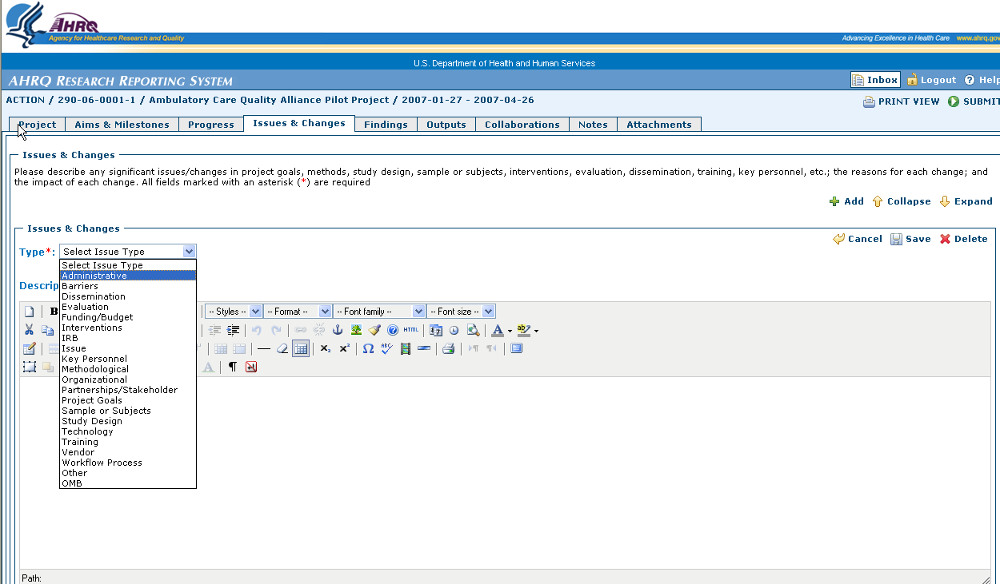 AHRQ
Agency for Healthcare Research and Quality
Advancing Excellence in Health Care www.ahrq.gov
U.S. Department of Health and Human Services
AHRQ RESEARCH REPORTING SYSTEM
Inbox Logout Help
ACTION / 290-06-0001-1 / Ambulatory Care Quality Alliance Pilot Project / 2007-01-27 - 2007-04-26
PRINT VIEW SUBMIT
Project Aims & Milestones Progress Issues & Changes Findings Outputs Collaborations Notes Attachments
Issues & Changes
Please describe any significant issues/changes in project goals, methods, study design, sample or subjects, interventions, evaluation, dissemination, training, key personnel, etc.; the reasons for each change; and
the impact of each change. All fields marked with an asterisk (*) are required
Add Collapse Expand
Issues & Changes
Cancel Save Delete
Type*: Select Issue Type
Select Issue Type
Administrative
Descrip
Barriers
Dissemination
Evaluation
Funding/Budget
Interventions
IRB
Issue
Key Personnel
Methodological
Organizational
Partnerships/Stakeholder
Project Goals
Sample or Subjects
Study Design
Technology
Training
Vendor
Workflow Process
Other
OMB
B -- Styles -- -- Format -- -- Font family -- -- Font size --
HTML
ABC
Path: